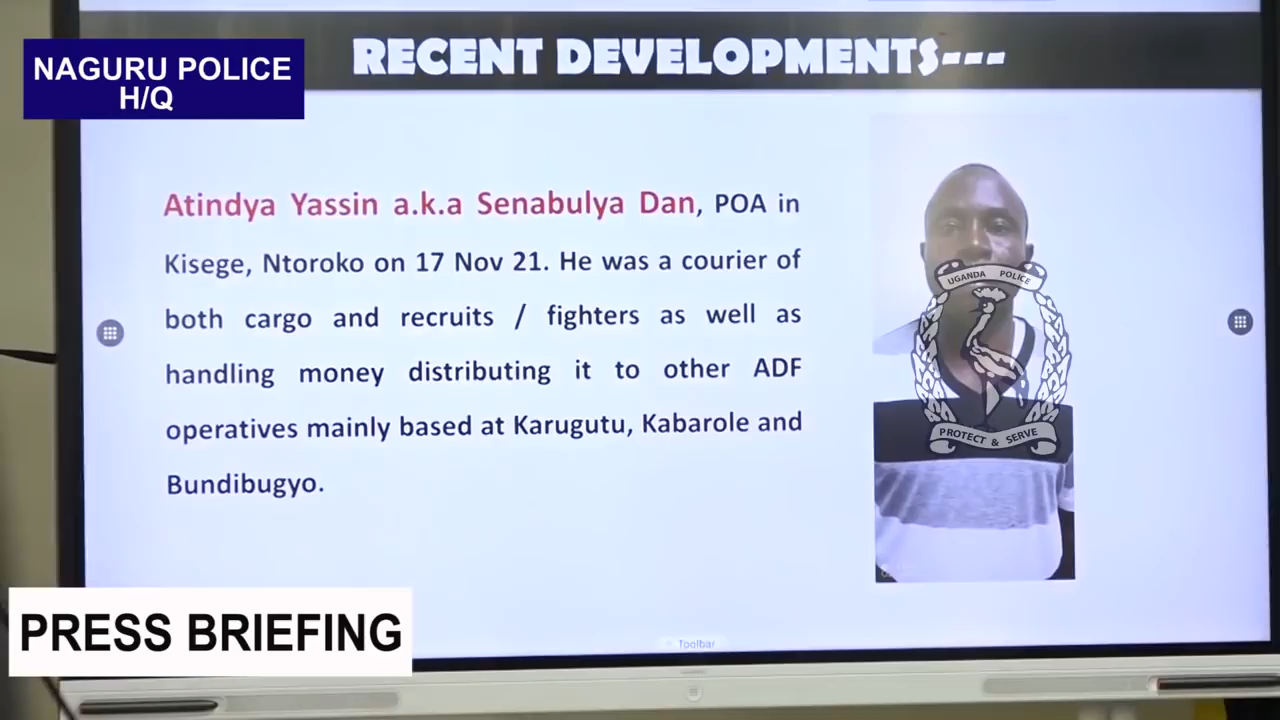 NAGURU POLICE
H/Q
RECENT DEVELOPMENTS---
Atindya Yassin a.k.a Senabulya Dan, POA in
Kisege, Ntoroko on 17 Nov 21. He was a courier of
both cargo and recruits / fighters as well as
handling money distributing it to other ADF
operatives mainly based at Karugutu, Kabarole and
Bundibugyo.
UGANDA POLICE
PROTECT & SERVE
PRESS BRIEFING
Toolbar